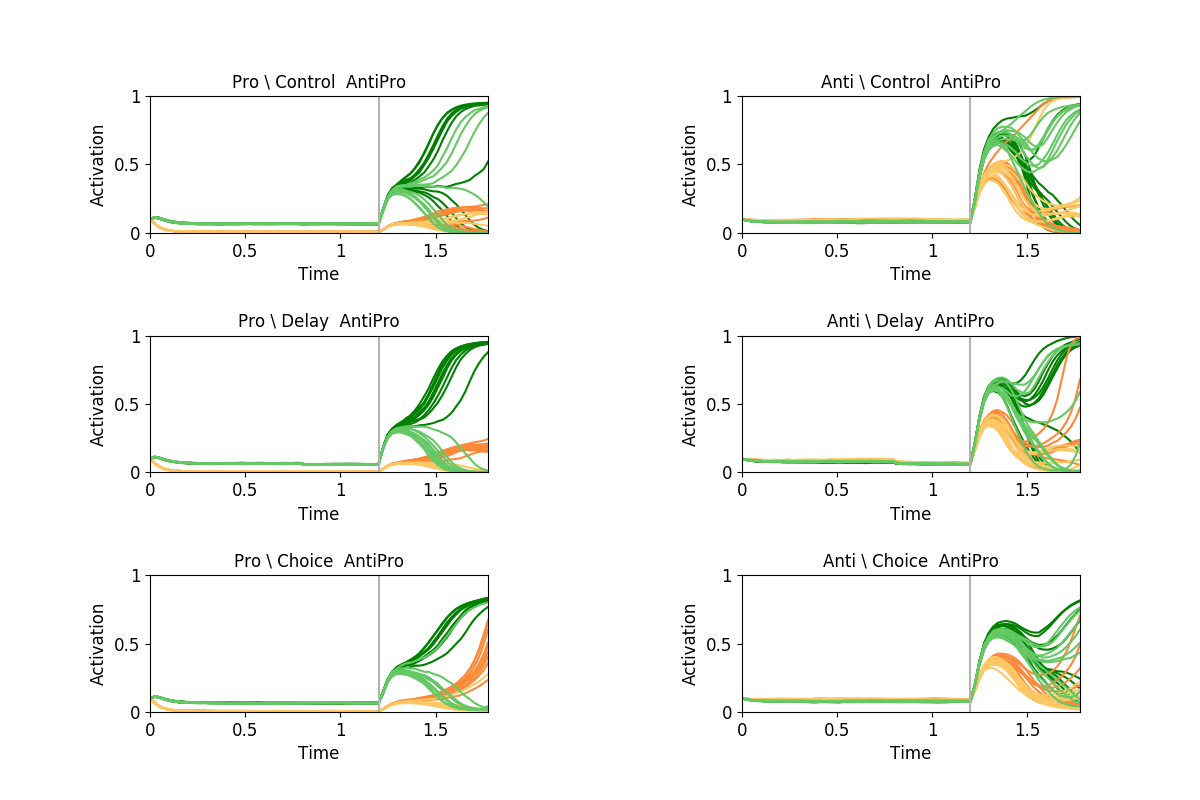 Pro \ Control  AntiPro
1
0.5
0
Activation
0 0.5 1 1.5
Time
Anti \ Control  AntiPro
1
0.5
0
Activation
0 0.5 1 1.5
Time
Pro \ Delay  AntiPro
1
0.5
0
Activation
0 0.5 1 1.5
Time
Anti \ Delay  AntiPro
1
0.5
0
Activation
0 0.5 1 1.5
Time
Pro \ Choice  AntiPro
1
0.5
0
Activation
0 0.5 1 1.5
Time
Anti \ Choice  AntiPro
1
0.5
0
Activation
0 0.5 1 1.5
Time